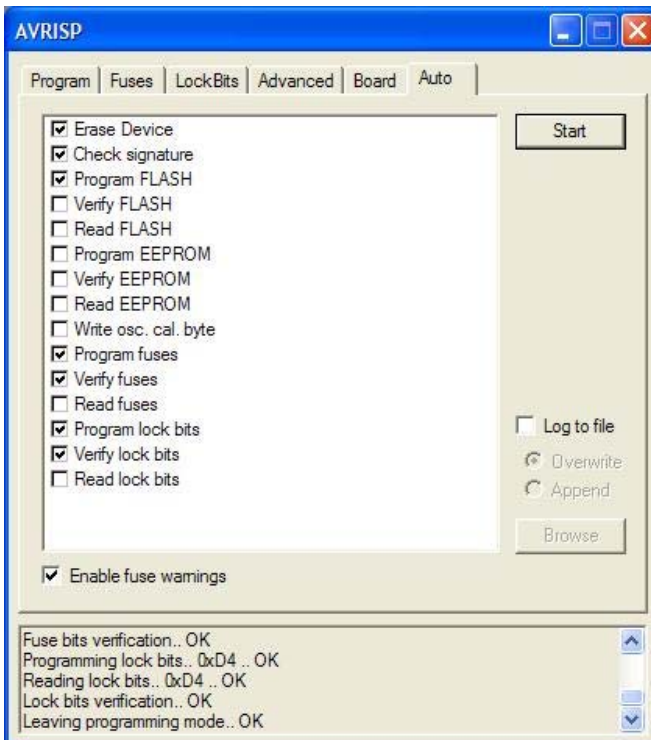 AVRISP
Program Fuses LockBits Advanced Board Auto
Erase Device
Check signature
Program FLASH
Verify FLASH
Read FLASH
Program EEPROM
Verify EEPROM
Read EEPROM
Write osc. cal. byte
Program fuses
Verify fuses
Read fuses
Program lock bits
Verify lock bits
Read lock bits
Start
Log to file
Overwrite
Append
Browse
Enable fuse warnings
Fuse bits verification.. OK
Programming lock bits.. 0xD4 .. OK
Reading lock bits.. 0xD4 .. OK
Lock bits verification.. OK
Leaving programming mode.. OK